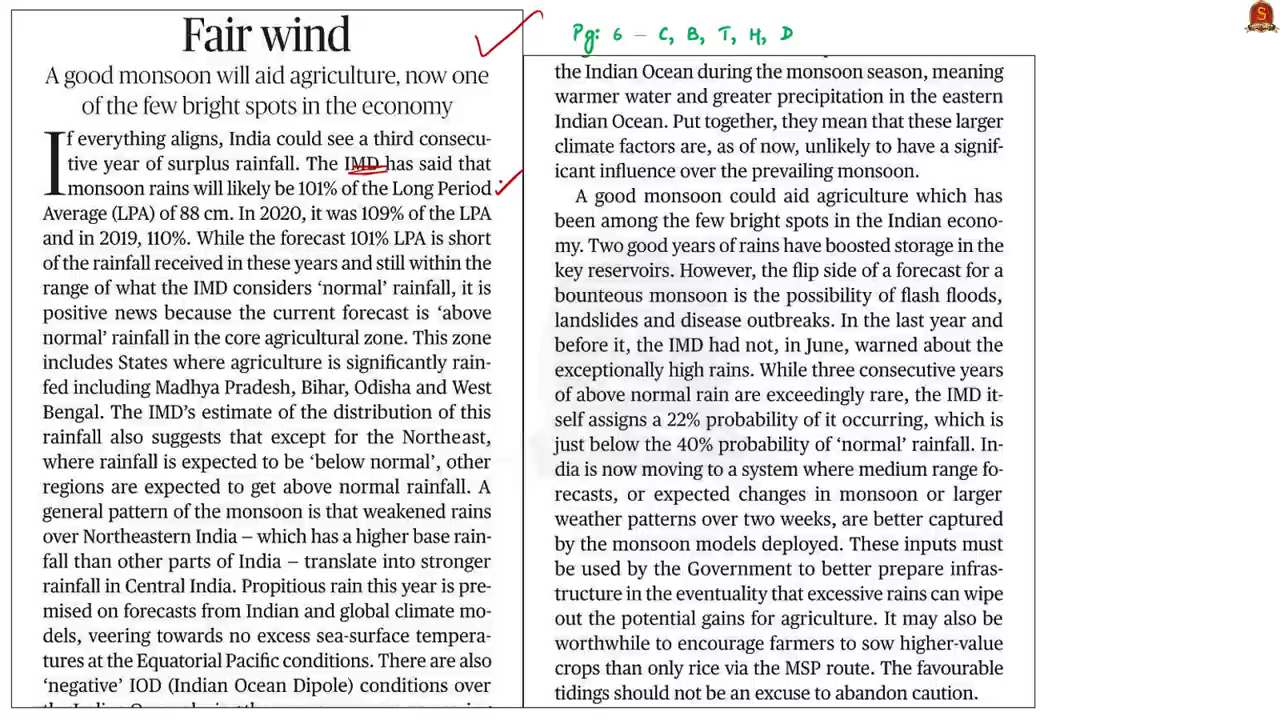 Fair wind
A good monsoon will aid agriculture, now one
of the few bright spots in the economy
If everything aligns, India could see a third consecu-
tive year of surplus rainfall. The IMD has said that
monsoon rains will likely be 101% of the Long Period
Average (LPA) of 88 cm. In 2020, it was 109% of the LPA
and in 2019, 110%. While the forecast 101% LPA is short
of the rainfall received in these years and still within the
range of what the IMD considers ‘normal’ rainfall, it is
positive news because the current forecast is ‘above
normal’ rainfall in the core agricultural zone. This zone
includes States where agriculture is significantly rain-
fed including Madhya Pradesh, Bihar, Odisha and West
Bengal. The IMD’s estimate of the distribution of this
rainfall also suggests that except for the Northeast,
where rainfall is expected to be ‘below normal’, other
regions are expected to get above normal rainfall. A
general pattern of the monsoon is that weakened rains
over Northeastern India – which has a higher base rain-
fall than other parts of India – translate into stronger
rainfall in Central India. Propitious rain this year is pre-
mised on forecasts from Indian and global climate mo-
dels, veering towards no excess sea-surface tempera-
tures at the Equatorial Pacific conditions. There are also
‘negative’ IOD (Indian Ocean Dipole) conditions over
Pg: 6 – C, B, T, H, D
the Indian Ocean during the monsoon season, meaning
warmer water and greater precipitation in the eastern
Indian Ocean. Put together, they mean that these larger
climate factors are, as of now, unlikely to have a signif-
icant influence over the prevailing monsoon.
A good monsoon could aid agriculture which has
been among the few bright spots in the Indian econo-
my. Two good years of rains have boosted storage in the
key reservoirs. However, the flip side of a forecast for a
bounteous monsoon is the possibility of flash floods,
landslides and disease outbreaks. In the last year and
before it, the IMD had not, in June, warned about the
exceptionally high rains. While three consecutive years
of above normal rain are exceedingly rare, the IMD it-
self assigns a 22% probability of it occurring, which is
just below the 40% probability of ‘normal’ rainfall. In-
dia is now moving to a system where medium range fo-
recasts, or expected changes in monsoon or larger
weather patterns over two weeks, are better captured
by the monsoon models deployed. These inputs must
be used by the Government to better prepare infras-
tructure in the eventuality that excessive rains can wipe
out the potential gains for agriculture. It may also be
worthwhile to encourage farmers to sow higher-value
crops than only rice via the MSP route. The favourable
tidings should not be an excuse to abandon caution.